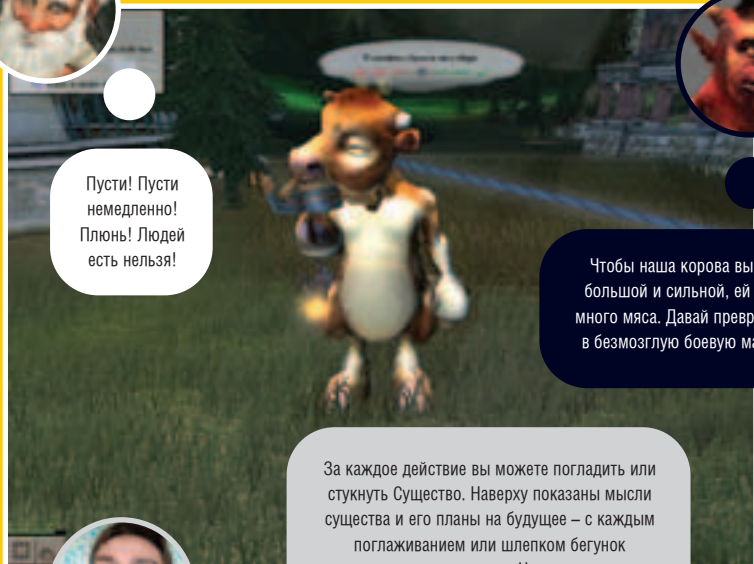 Пусти! Пусти
немедленно!
Плюнь! Людей
есть нельзя!
Чтобы наша корова вы
большой и сильной, ей
много мяса. Давай превр
в безмозглую боевую ма
За каждое действие вы можете погладить или
стукнуть Существо. Наверху показаны мысли
существа и его планы на будущее – с каждым
поглаживанием или шлепком бегунок